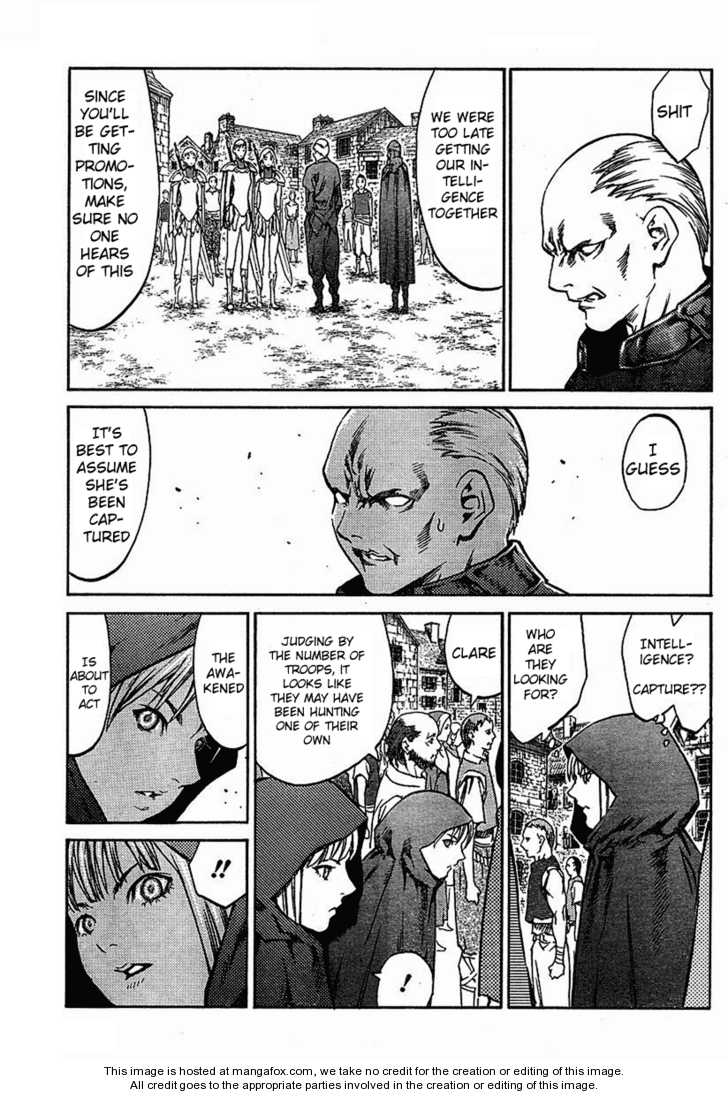 SHIT
WE WERE
TOO LATE
GETTING
OUR IN-
TELLI-
GENCE
TOGETHER
SINCE
YOU'LL
BE GET-
TING
PROMO-
TIONS,
MAKE
SURE NO
ONE
HEARS
OF THIS
I
GUESS
IT'S
BEST TO
ASSUME
SHE'S
BEEN
CAP-
TURED
INTELL-
IGENCE?
CAPTURE??
WHO
ARE
THEY
LOOKING
FOR?
CLARE
JUDGING BY
THE NUMBER OF
TROOPS, IT
LOOKS LIKE
THEY MAY HAVE
BEEN HUNTING
ONE OF THEIR
OWN
!
THE
AWA-
KENED
IS
ABOUT
TO
ACT
!!
This image is hosted at mangafox.com, we take no credit for the creation or editing of this image.
All credit goes to the appropriate parties involved in the creation or editing of this image.